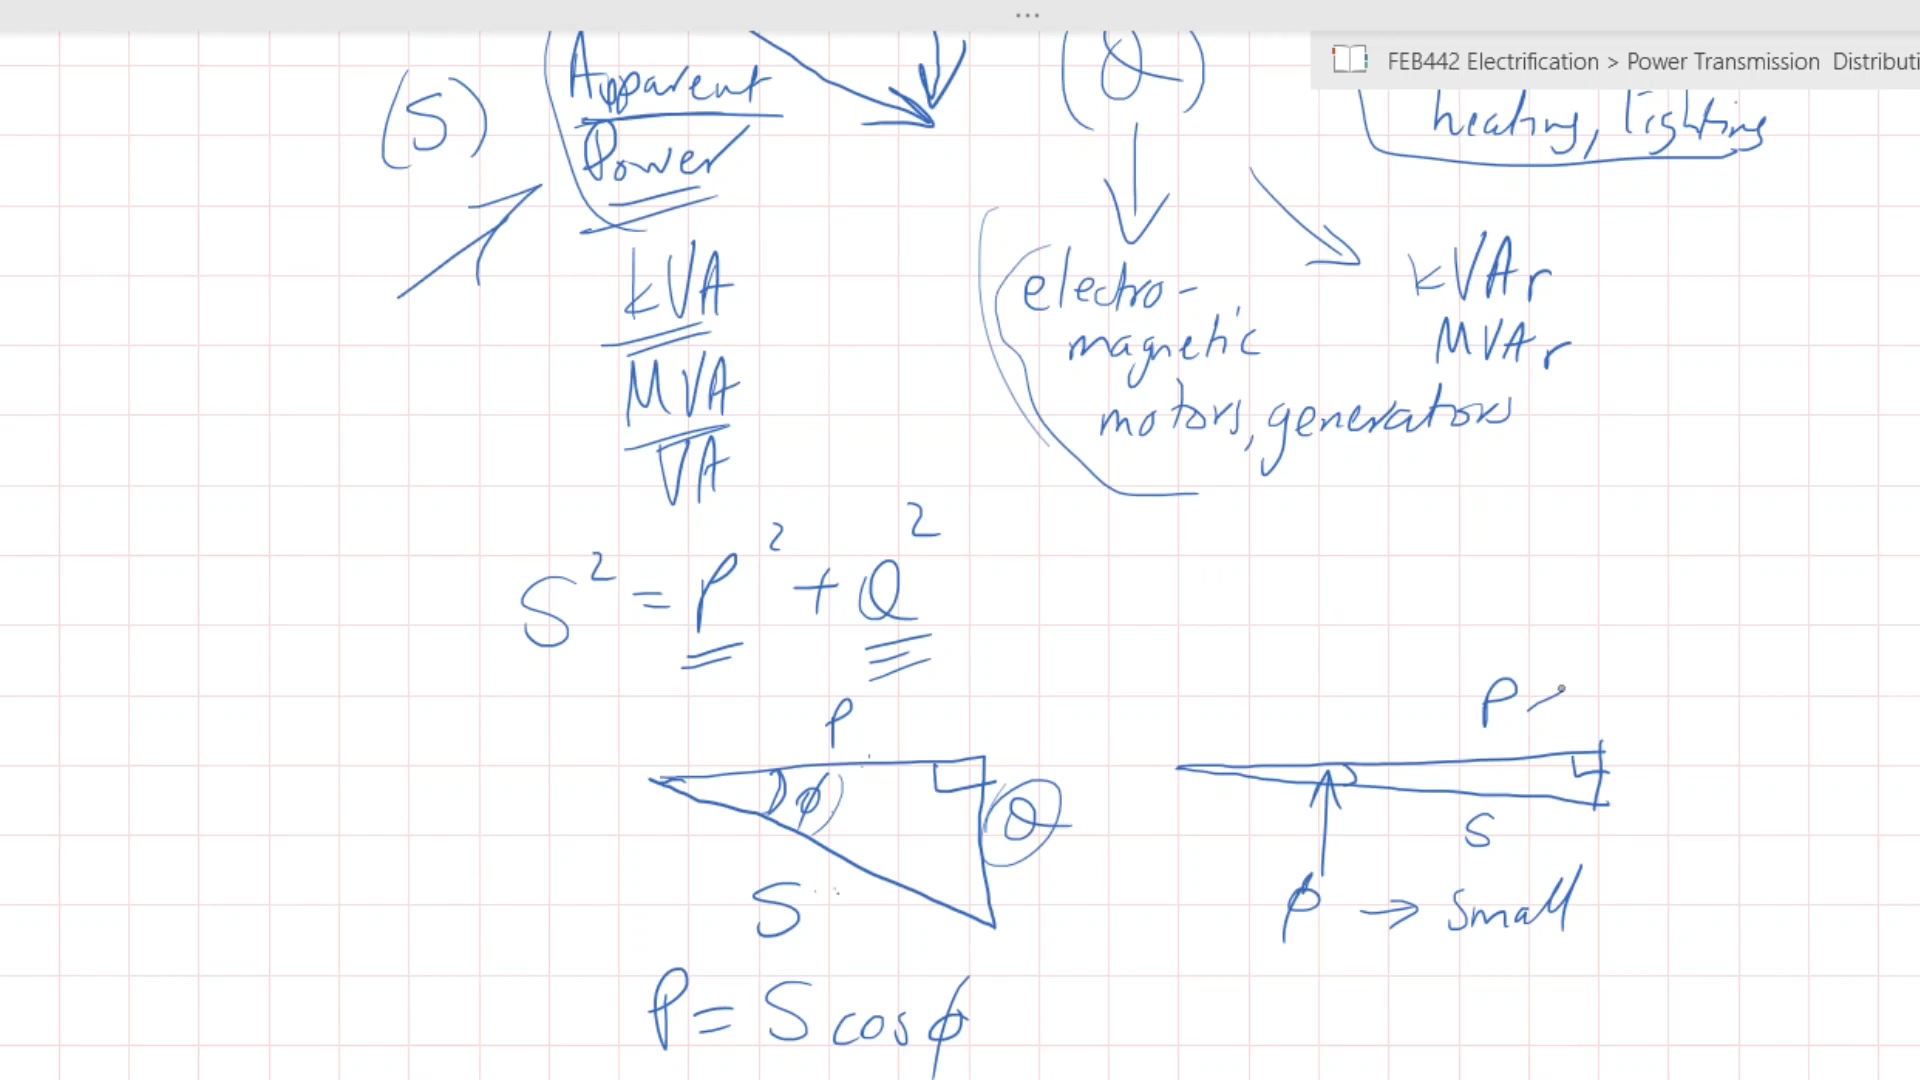 ...
FEB442 Electrification > Power Transmission Distributi
(S)
Apparent
Power
(Q)
heating, lighting
kVA
MVA
VA
electro-
magnetic
motors, generators
kVAr
MVAr
S² = P² + Q²
P
φ
Q
S
P = S cos φ
P
S
φ → small